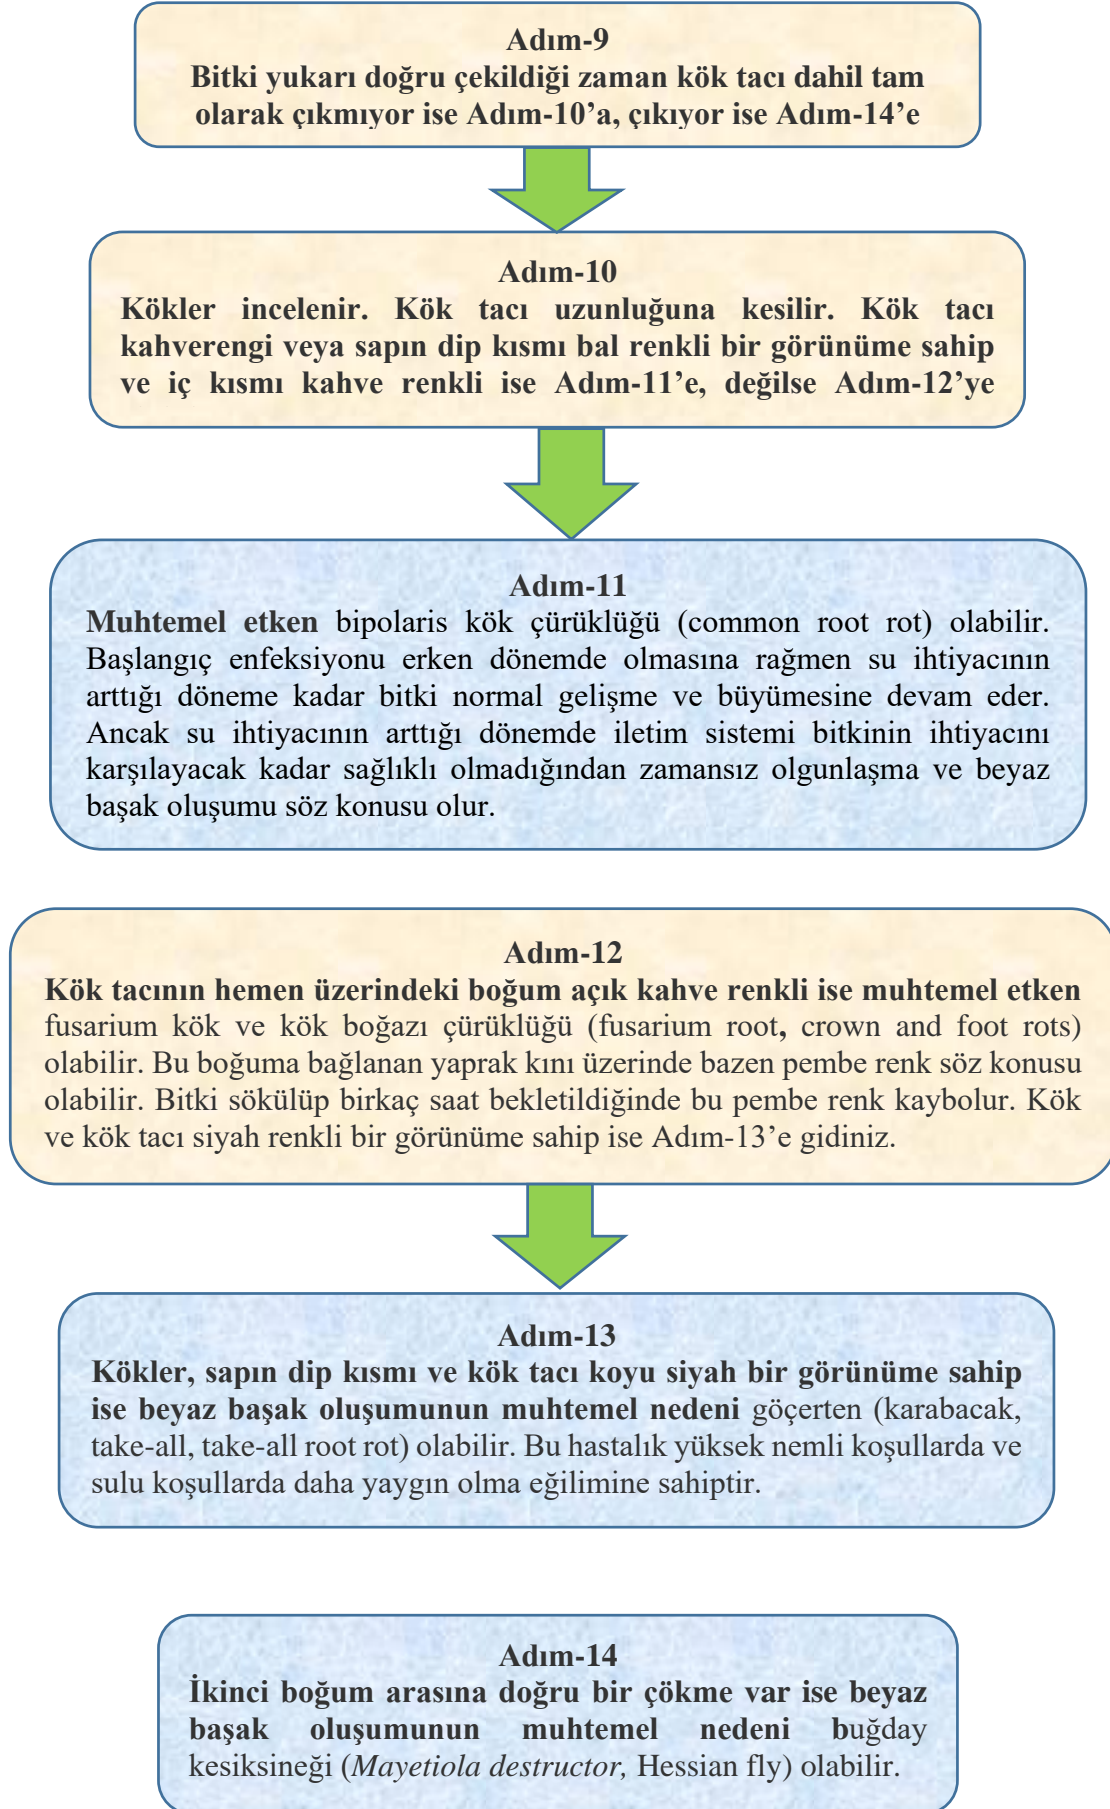 Adım-9
Bitki yukarı doğru çekildiği zaman kök tacı dahil tam
olarak çıkmıyor ise Adım-10’a, çıkıyor ise Adım-14’e
Adım-10
Kökler incelenir. Kök tacı uzunluğuna kesilir. Kök tacı
kahverengi veya sapın dip kısmı bal renkli bir görünüme sahip
ve iç kısmı kahve renkli ise Adım-11’e, değilse Adım-12’ye
Adım-11
Muhtemel etken bipolaris kök çürüklüğü (common root rot) olabilir.
Başlangıç enfeksiyonu erken dönemde olmasına rağmen su ihtiyacının
arttığı döneme kadar bitki normal gelişme ve büyümesine devam eder.
Ancak su ihtiyacının arttığı dönemde iletim sistemi bitkinin ihtiyacını
karşılayacak kadar sağlıklı olmadığından zamansız olgunlaşma ve beyaz
başak oluşumu söz konusu olur.
Adım-12
Kök tacının hemen üzerindeki boğum açık kahve renkli ise muhtemel etken
fusarium kök ve kök boğazı çürüklüğü (fusarium root, crown and foot rots)
olabilir. Bu boğuma bağlanan yaprak kını üzerinde bazen pembe renk söz konusu
olabilir. Bitki sökülüp birkaç saat bekletildiğinde bu pembe renk kaybolur. Kök
ve kök tacı siyah renkli bir görünüme sahip ise Adım-13’e gidiniz.
Adım-13
Kökler, sapın dip kısmı ve kök tacı koyu siyah bir görünüme sahip
ise beyaz başak oluşumunun muhtemel nedeni göçerten (karabacak,
take-all, take-all root rot) olabilir. Bu hastalık yüksek nemli koşullarda ve
sulu koşullarda daha yaygın olma eğilimine sahiptir.
Adım-14
İkinci boğum arasına doğru bir çökme var ise beyaz
başak oluşumunun muhtemel nedeni buğday
kesiksineği (Mayetiola destructor, Hessian fly) olabilir.